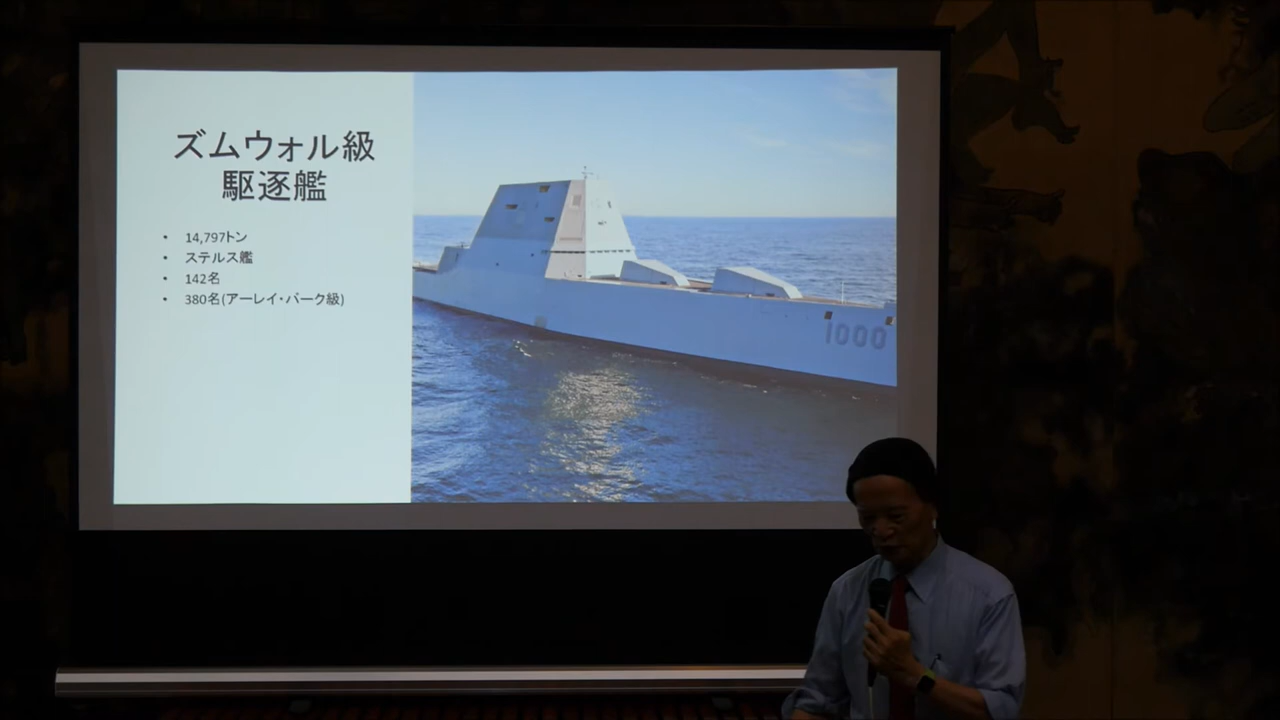 ズムウォル級
駆逐艦
• 14,797トン
• ステルス艦
• 142名
• 380名(アーレイ・バーク級)
1000